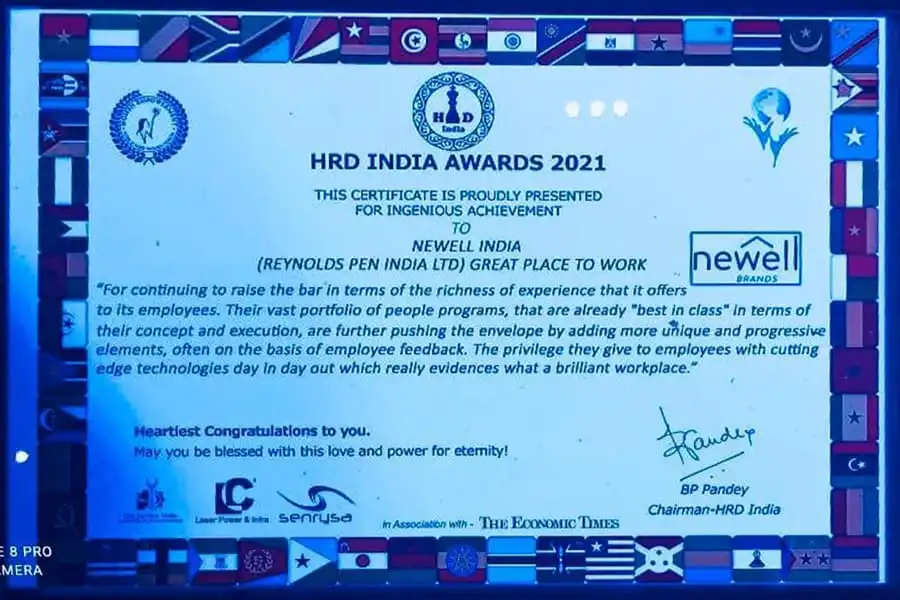 H D
India
HRD INDIA AWARDS 2021
THIS CERTIFICATE IS PROUDLY PRESENTED
FOR INGENIOUS ACHIEVEMENT
TO
NEWELL INDIA
(REYNOLDS PEN INDIA LTD) GREAT PLACE TO WORK
newell
BRANDS
“For continuing to raise the bar in terms of the richness of experience that it offers
to its employees. Their vast portfolio of people programs, that are already "best in class" in terms of
their concept and execution, are further pushing the envelope by adding more unique and progressive
elements, often on the basis of employee feedback. The privilege they give to employees with cutting
edge technologies day in day out which really evidences what a brilliant workplace.”
Heartiest Congratulations to you.
May you be blessed with this love and power for eternity!
BP Pandey
Chairman-HRD India
LC
Laser Power & Infra
senrysa
in Association with - THE ECONOMIC TIMES
E 8 PRO
AMERA